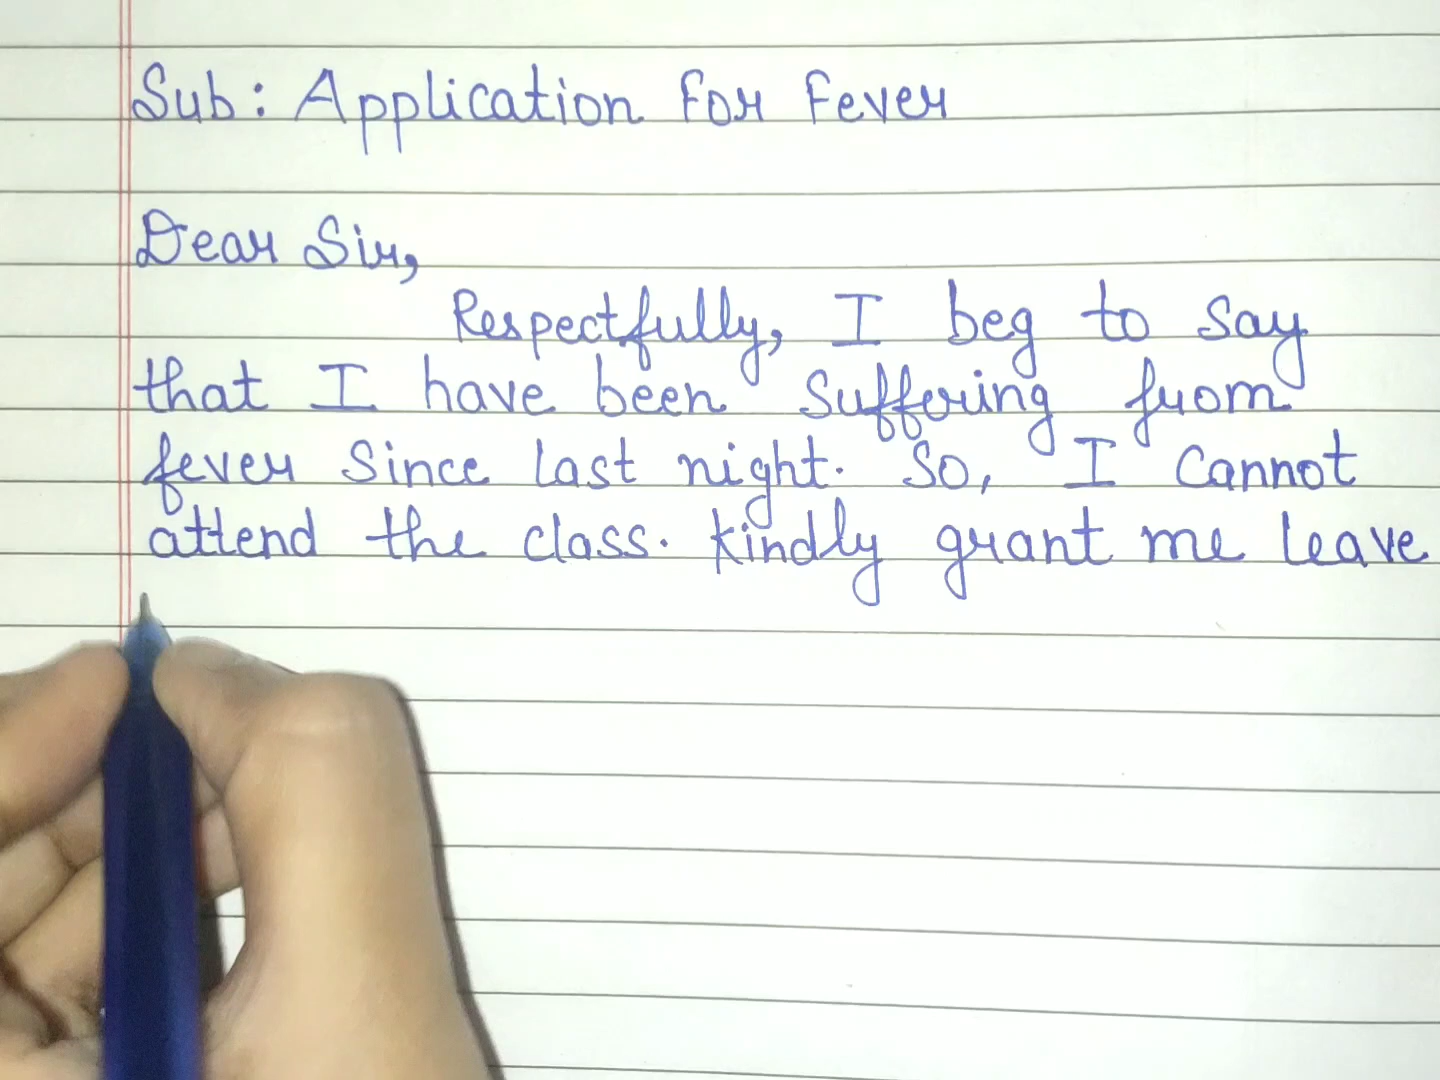 Sub: Application For Fever
Dear Sir,
Respectfully, I beg to say
that I have been suffering from
fever since last night. So, I cannot
attend the class. Kindly grant me leave